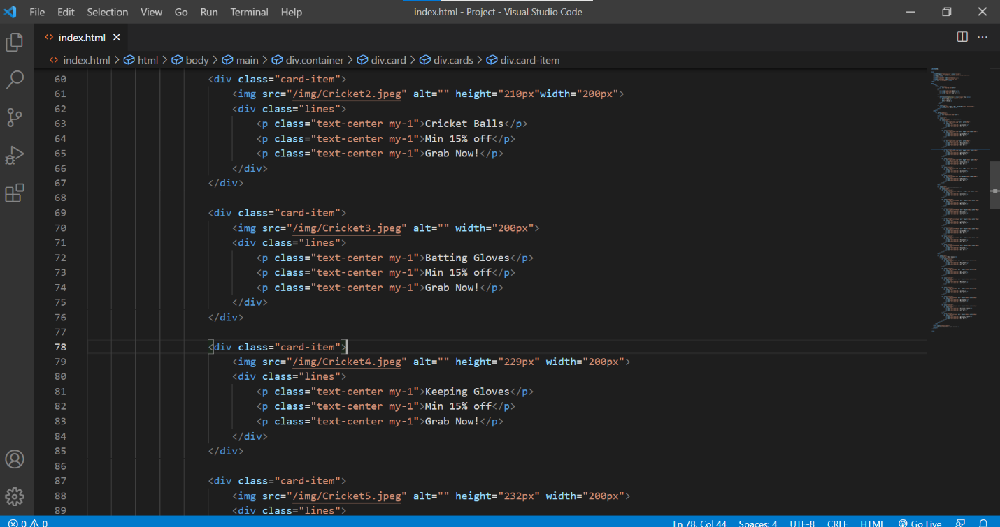 File Edit Selection View Go Run Terminal Help index.html - Project - Visual Studio Code
<> index.html ×
<> index.html > html > body > main > div.container > div.card > div.cards > div.card-item
60 <div class="card-item">
61 <img src="/img/Cricket2.jpeg" alt="" height="210px"width="200px">
62 <div class="lines">
63 <p class="text-center my-1">Cricket Balls</p>
64 <p class="text-center my-1">Min 15% off</p>
65 <p class="text-center my-1">Grab Now!</p>
66 </div>
67 </div>
68
69 <div class="card-item">
70 <img src="/img/Cricket3.jpeg" alt="" width="200px">
71 <div class="lines">
72 <p class="text-center my-1">Batting Gloves</p>
73 <p class="text-center my-1">Min 15% off</p>
74 <p class="text-center my-1">Grab Now!</p>
75 </div>
76 </div>
77
78 <div class="card-item">
79 <img src="/img/Cricket4.jpeg" alt="" height="229px" width="200px">
80 <div class="lines">
81 <p class="text-center my-1">Keeping Gloves</p>
82 <p class="text-center my-1">Min 15% off</p>
83 <p class="text-center my-1">Grab Now!</p>
84 </div>
85 </div>
86
87 <div class="card-item">
88 <img src="/img/Cricket5.jpeg" alt="" height="232px" width="200px">
89 <div class="lines">
0 0 Ln 78, Col 44 Spaces: 4 UTF-8 CRLF HTML Go Live